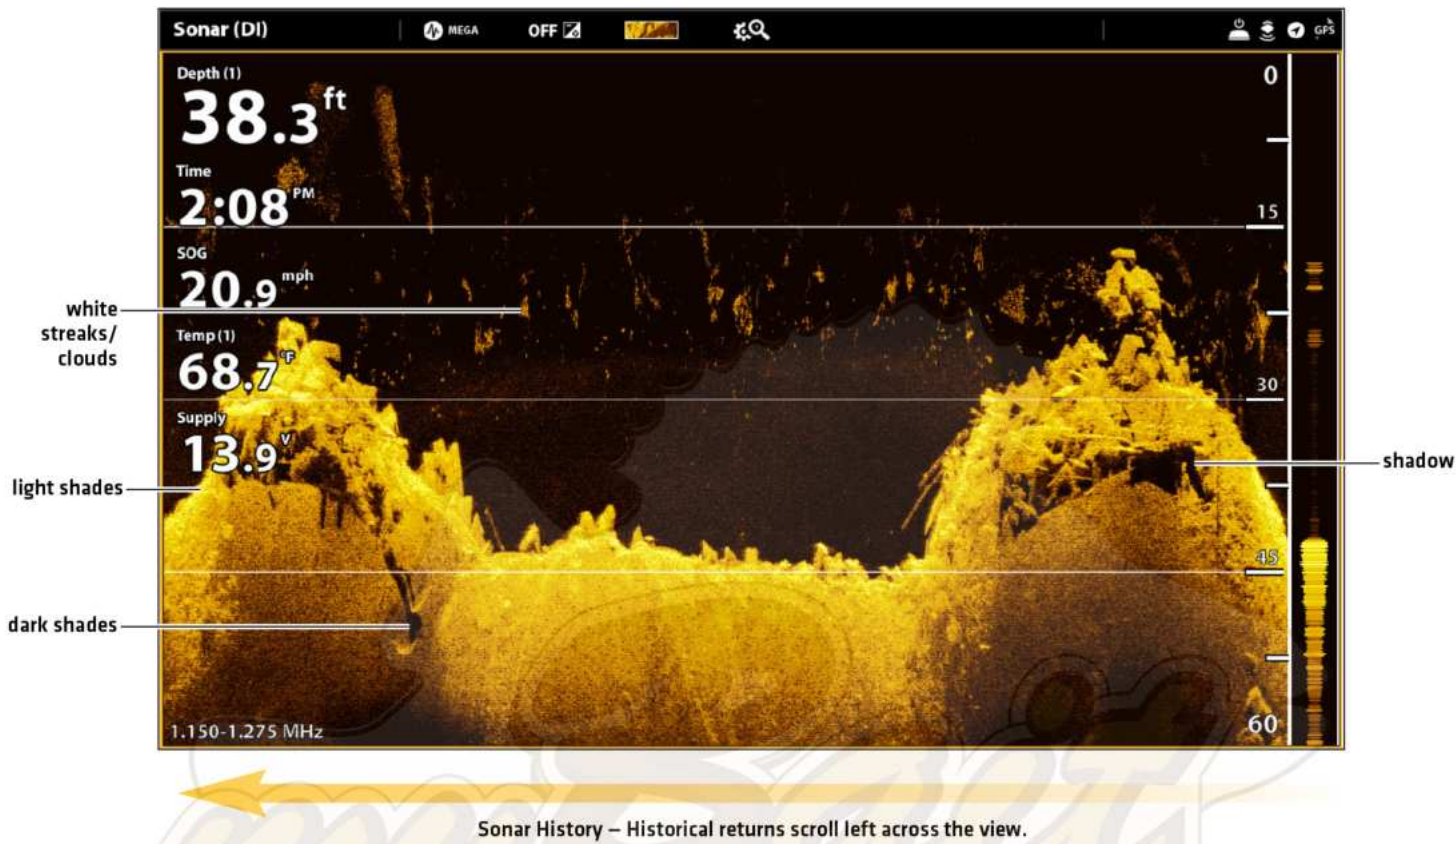 Sonar (DI)
MEGA
OFF
GPS
Depth (1)
38.3 ft
0
Time
2:08 PM
15
SOG
20.9 mph
white
streaks/
clouds
Temp (1)
68.7 °F
30
Supply
13.9 V
shadow
light shades
45
dark shades
60
1.150-1.275 MHz
Sonar History – Historical returns scroll left across the view.